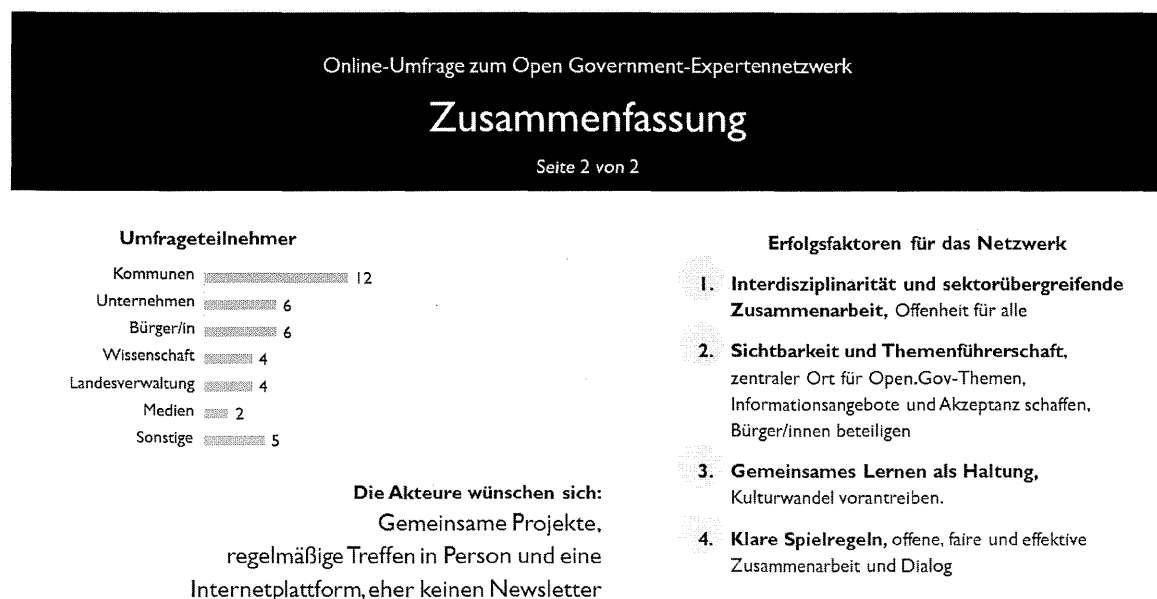 Online-Umfrage zum Open Government-Expertennetzwerk
Zusammenfassung
Seite 2 von 2
Umfrageteilnehmer
Kommunen 12
Unternehmen 6
Bürger/in 6
Wissenschaft 4
Landesverwaltung 4
Medien 2
Sonstige 5
Die Akteure wünschen sich:
Gemeinsame Projekte,
regelmäßige Treffen in Person und eine
Internetplattform, eher keinen Newsletter
Erfolgsfaktoren für das Netzwerk
1. Interdisziplinarität und sektorübergreifende
Zusammenarbeit, Offenheit für alle
2. Sichtbarkeit und Themenführerschaft,
zentraler Ort für Open.Gov-Themen,
Informationsangebote und Akzeptanz schaffen,
Bürger/innen beteiligen
3. Gemeinsames Lernen als Haltung,
Kulturwandel vorantreiben.
4. Klare Spielregeln, offene, faire und effektive
Zusammenarbeit und Dialog